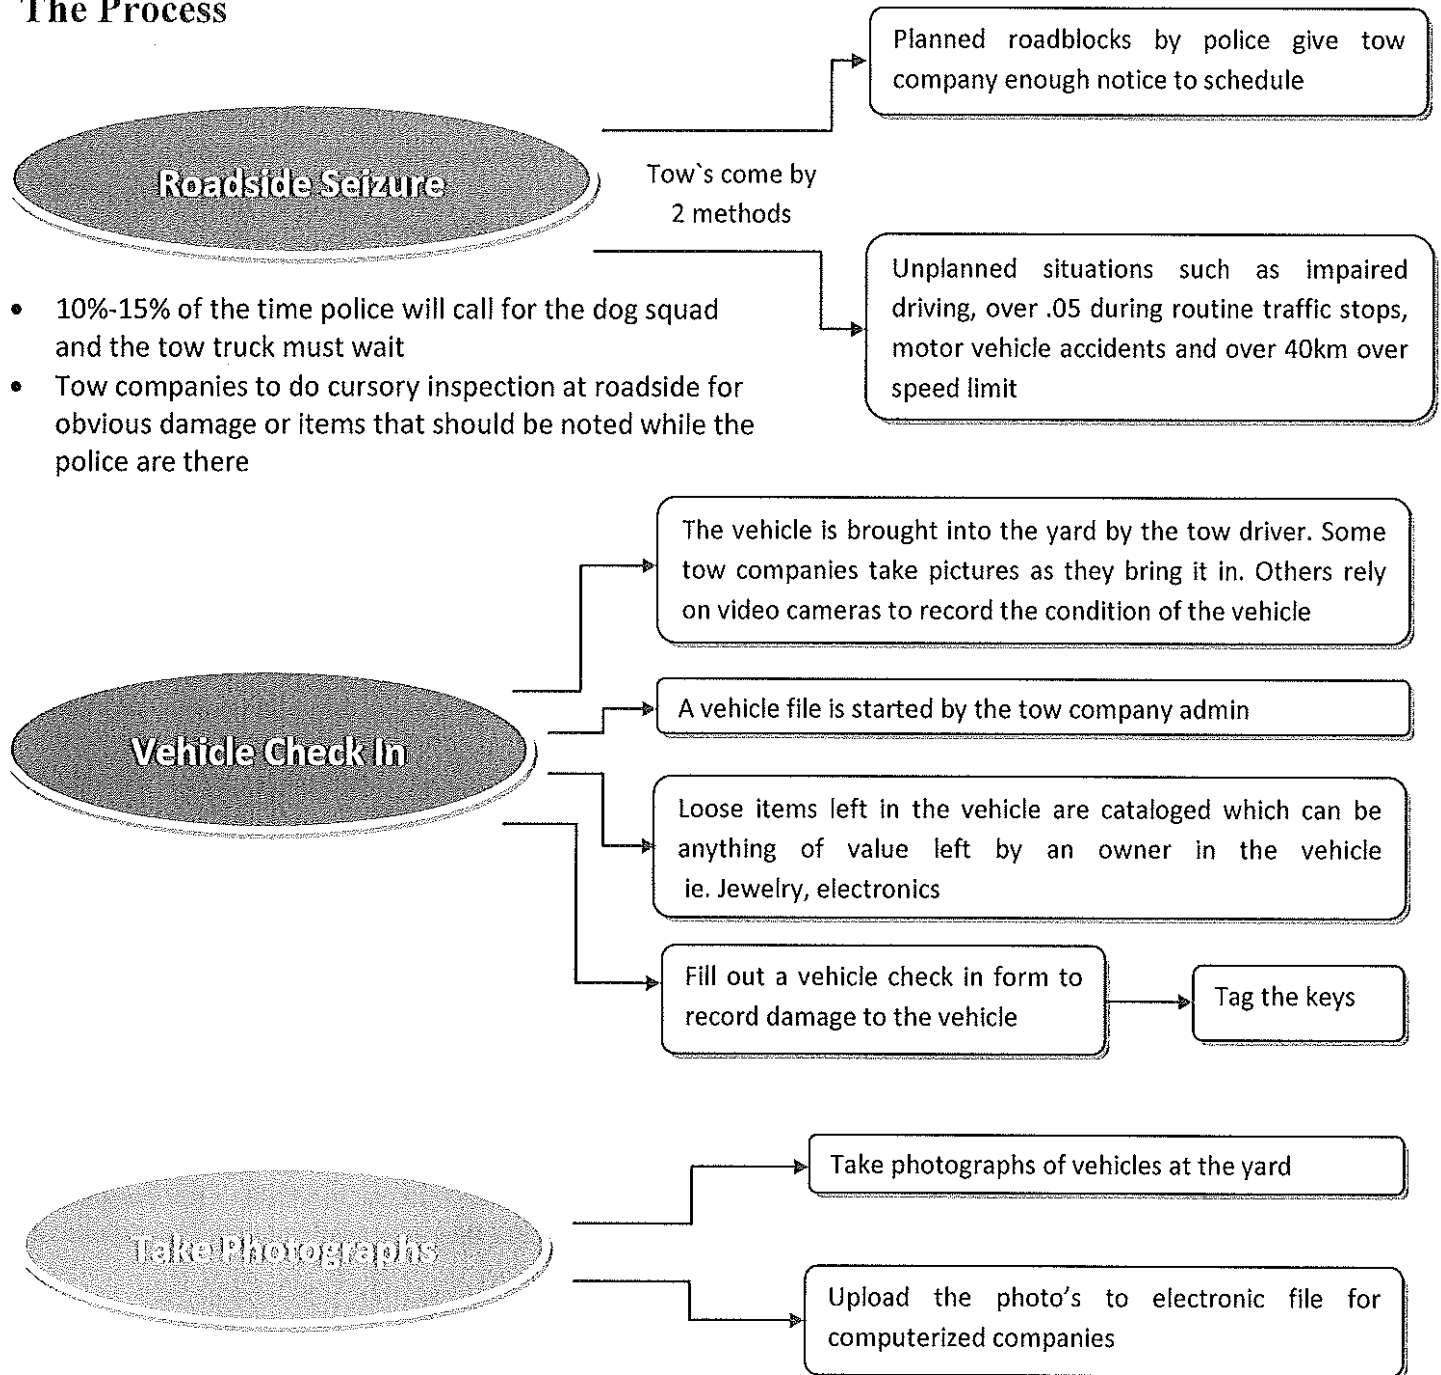 The Process
Planned roadblocks by police give tow
company enough notice to schedule
Roadside Seizure
Tow`s come by
2 methods
Unplanned situations such as impaired
driving, over .05 during routine traffic stops,
motor vehicle accidents and over 40km over
speed limit
• 10%-15% of the time police will call for the dog squad
and the tow truck must wait
• Tow companies to do cursory inspection at roadside for
obvious damage or items that should be noted while the
police are there
The vehicle is brought into the yard by the tow driver. Some
tow companies take pictures as they bring it in. Others rely
on video cameras to record the condition of the vehicle
Vehicle Check In
A vehicle file is started by the tow company admin
Loose items left in the vehicle are cataloged which can be
anything of value left by an owner in the vehicle
ie. Jewelry, electronics
Fill out a vehicle check in form to
record damage to the vehicle
Tag the keys
Take Photographs
Take photographs of vehicles at the yard
Upload the photo's to electronic file for
computerized companies